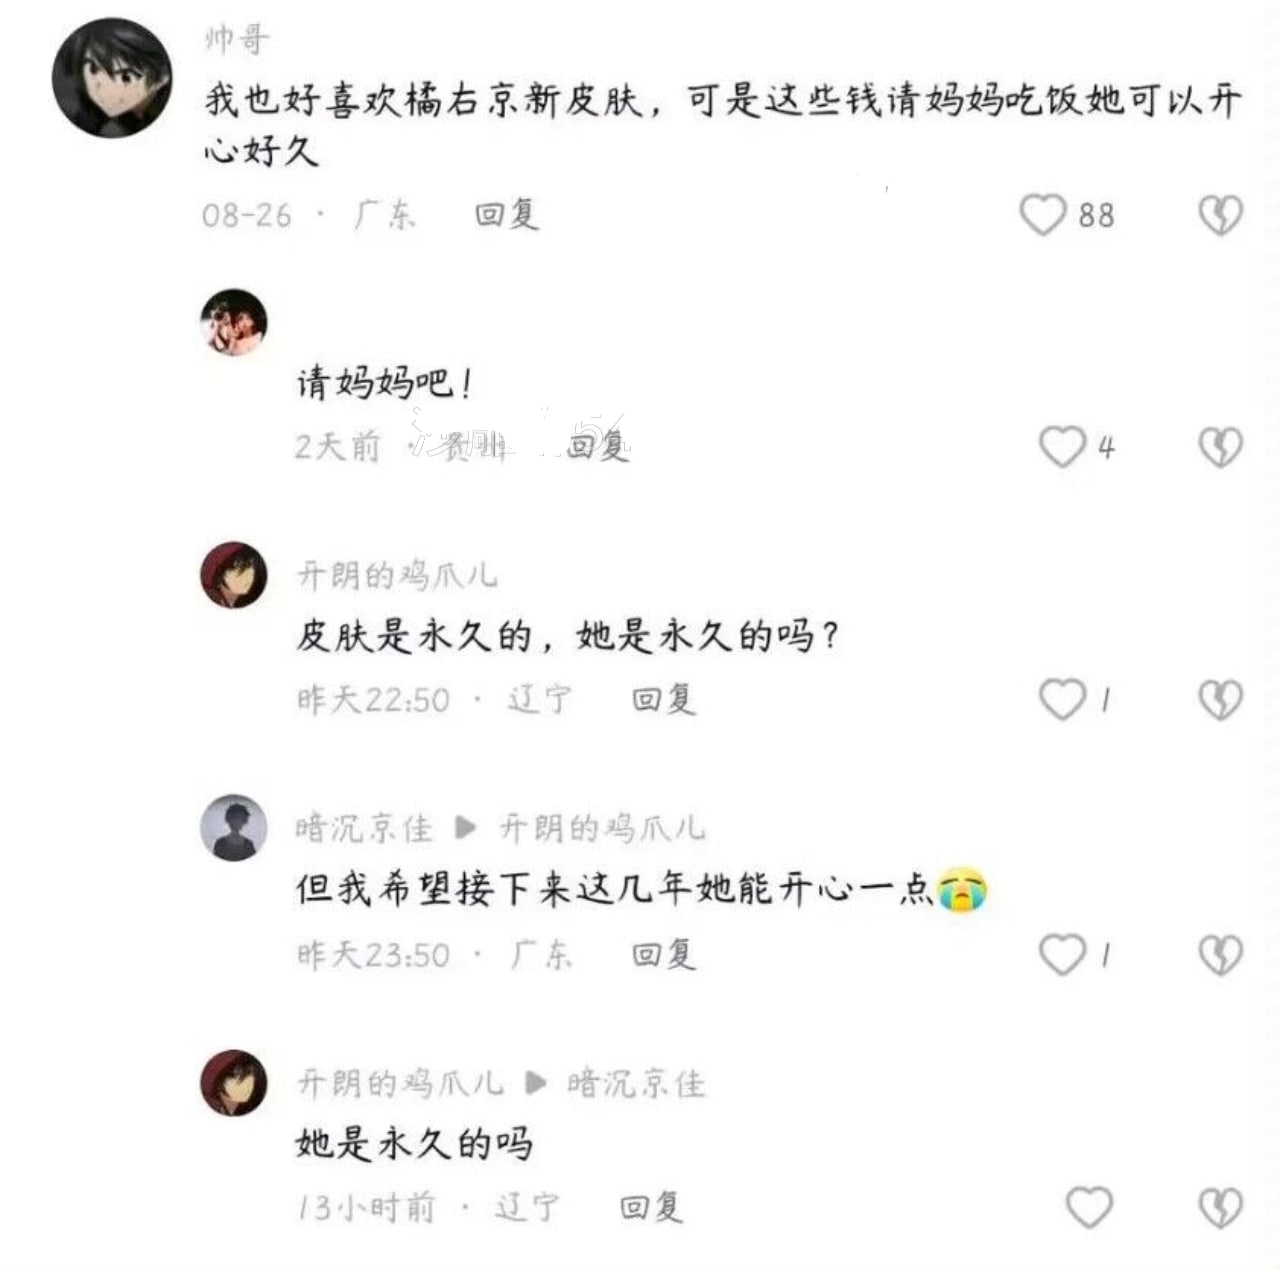 帅哥
我也好喜欢橘右京新皮肤，可是这些钱请妈妈吃饭她可以开
心好久
08-26 · 广东 回复
88
请妈妈吧！
2天前 · 贵州 回复
4
开朗的鸡爪儿
皮肤是永久的，她是永久的吗？
昨天22:50 · 辽宁 回复
1
暗沉京佳 ▶ 开朗的鸡爪儿
但我希望接下来这几年她能开心一点😭
昨天23:50 · 广东 回复
1
开朗的鸡爪儿 ▶ 暗沉京佳
她是永久的吗
13小时前 · 辽宁 回复